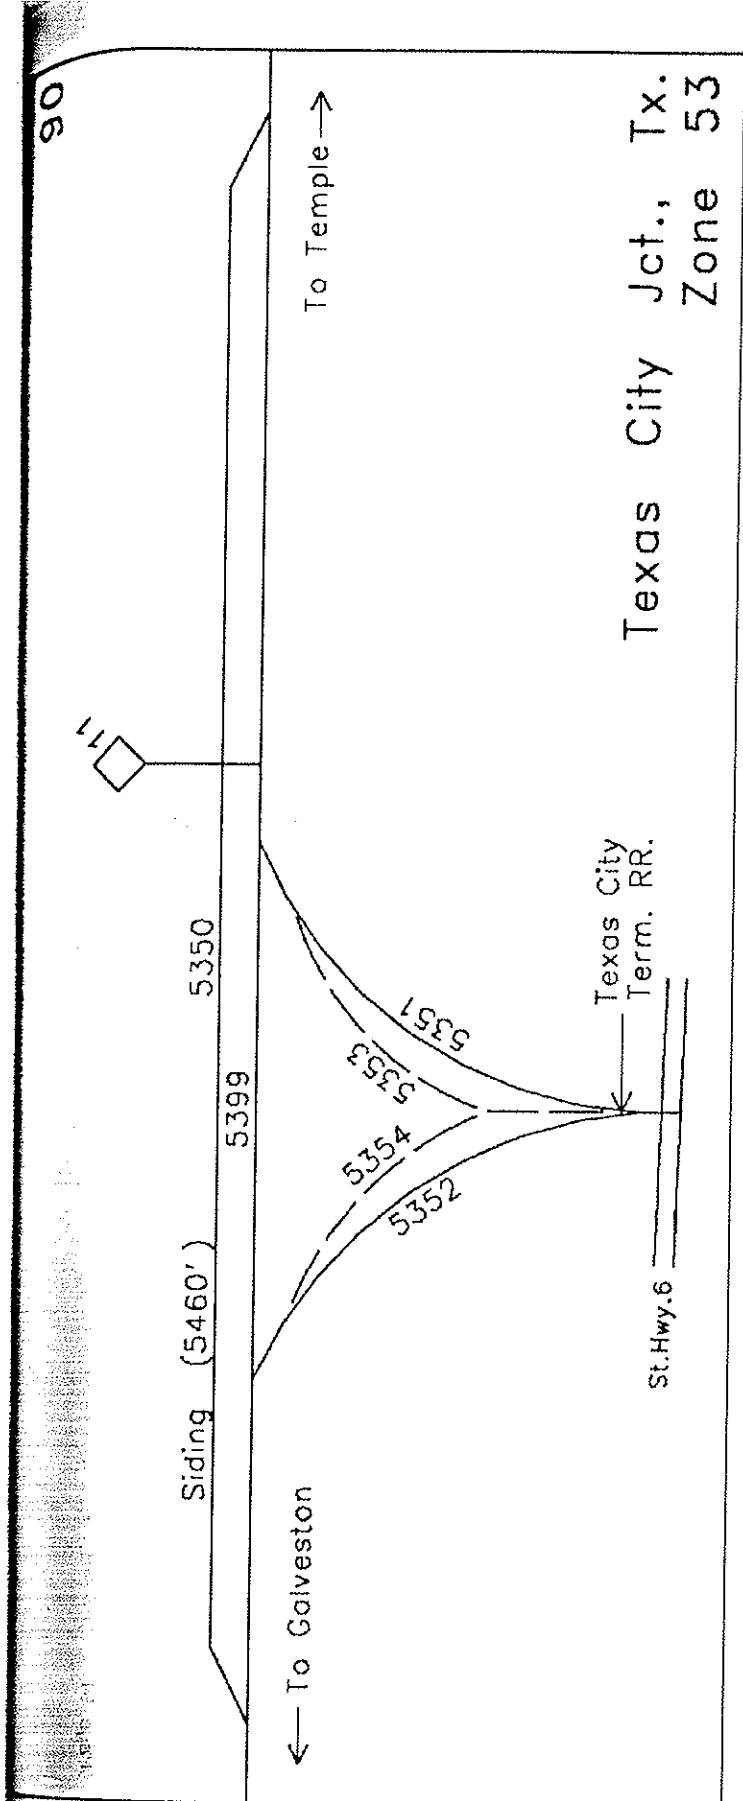 90
To Temple
111
5350
5399
Siding (5460')
5351
5353
5354
5352
To Galveston
Texas City
Term. RR.
St.Hwy.6
Texas City Jct., Tx.
Zone 53